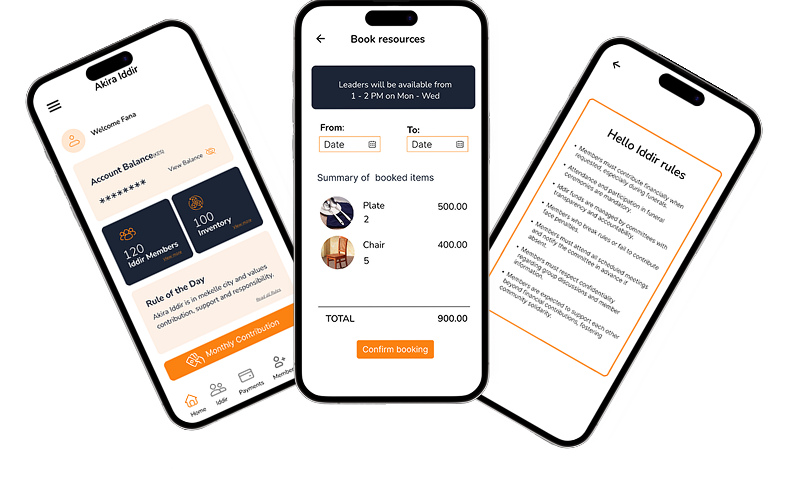 Akira Iddir
Welcome Fana
Account Balance(ETB)
View Balance
********
120
Iddir Members
View more
100
Inventory
View more
Rule of the Day
Akira Iddir is in mekelle city and values
contribution, support and responsibility.
Read all Rules
Monthly Contribution
Home
Iddir
Payments
Members
Book resources
Leaders will be available from
1 - 2 PM on Mon - Wed
From:
To:
Date
Date
Summary of booked items
Plate
500.00
2
Chair
400.00
5
TOTAL
900.00
Confirm booking
Hello Iddir rules
• Members must contribute financially when
requested, especially during funerals.
• Attendance and participation in funeral
ceremonies are mandatory.
• Iddir funds are managed by committees with
transparency and accountability.
• Members who break rules or fail to contribute
face penalties.
• Members must attend all scheduled meetings
and notify the committee in advance if
absent.
• Members must respect confidentiality
regarding group discussions and member
information.
• Members are expected to support each other
beyond financial contributions, fostering
community solidarity.